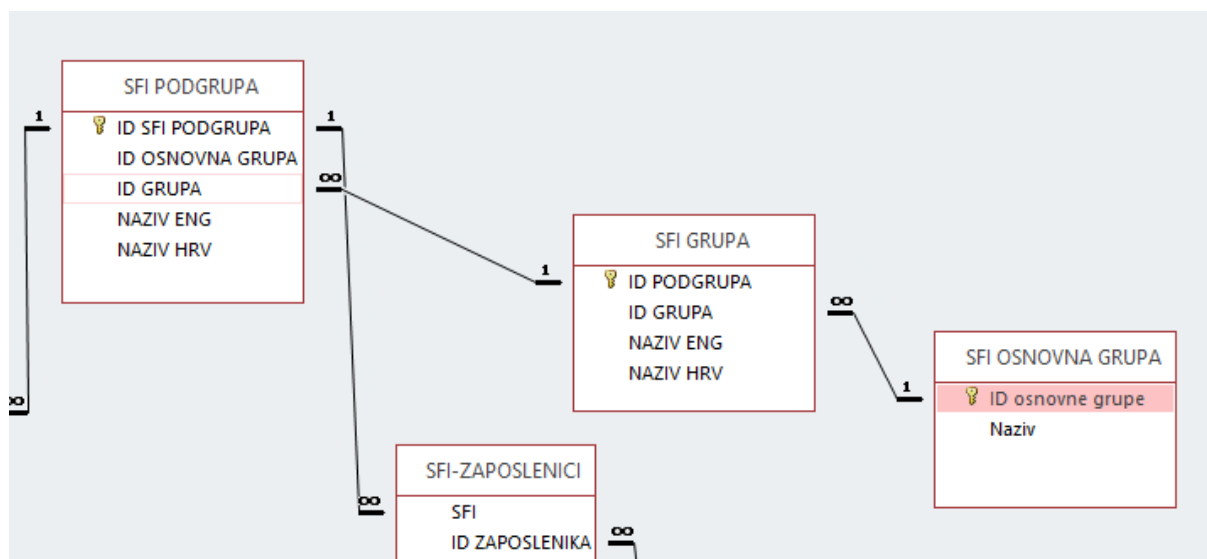 SFI PODGRUPA
1
1
ID SFI PODGRUPA
ID OSNOVNA GRUPA
ID GRUPA
∞
NAZIV ENG
NAZIV HRV
∞
SFI GRUPA
1
ID PODGRUPA
ID GRUPA
∞
NAZIV ENG
NAZIV HRV
SFI OSNOVNA GRUPA
1
ID osnovne grupe
Naziv
SFI-ZAPOSLENICI
∞
SFI
ID ZAPOSLENIKA
∞